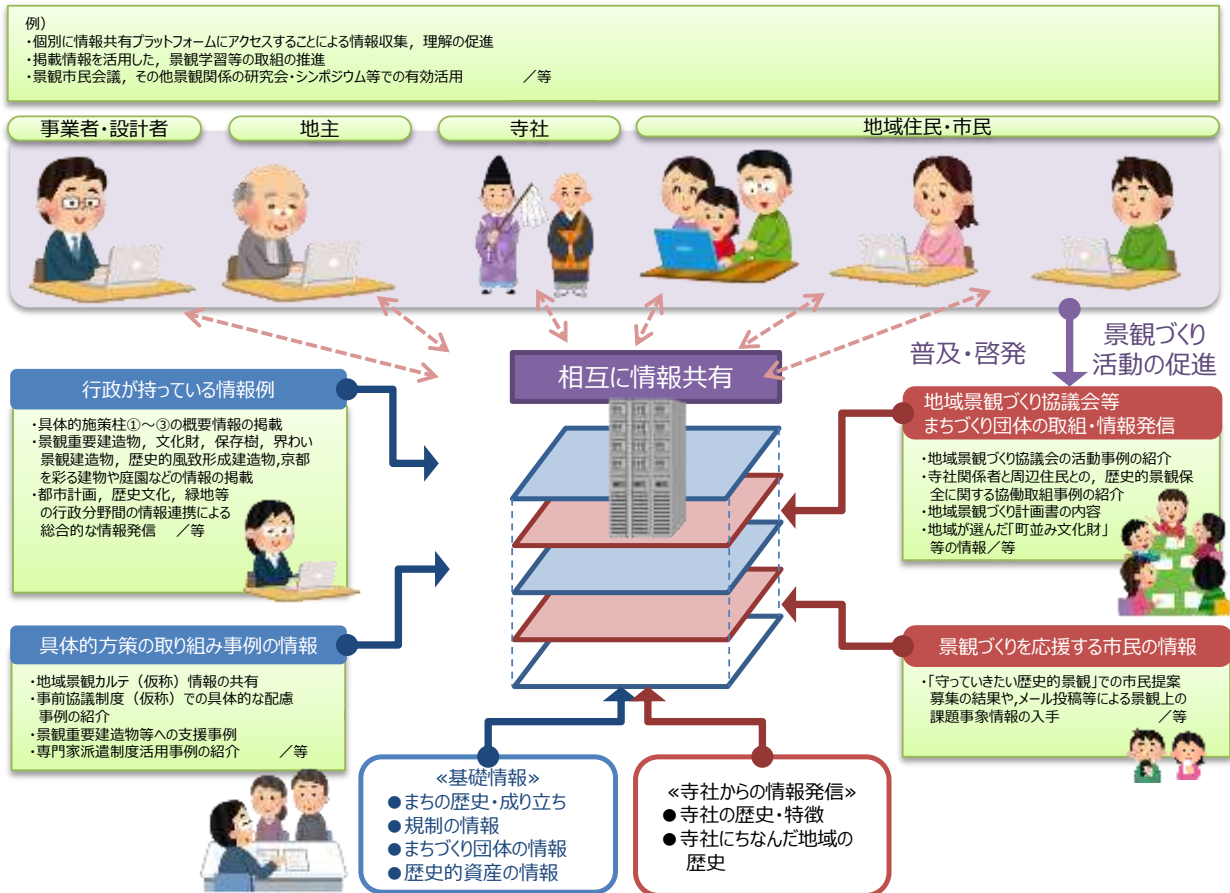 例）
・個別に情報共有プラットフォームにアクセスすることによる情報収集，理解の促進
・掲載情報を活用した，景観学習等の取組の推進
・景観市民会議，その他景観関係の研究会・シンポジウム等での有効活用　　　　／等
事業者・設計者
地主
寺社
地域住民・市民
相互に情報共有
普及・啓発
景観づくり
活動の促進
行政が持っている情報例
・具体的施策柱①～③の概要情報の掲載
・景観重要建造物，文化財，保存樹，界わい
景観建造物，歴史的風致形成建造物,京都
を彩る建物や庭園などの情報の掲載
・都市計画，歴史文化，緑地等
の行政分野間の情報連携による
総合的な情報発信　　／等
地域景観づくり協議会等
まちづくり団体の取組・情報発信
・地域景観づくり協議会の活動事例の紹介
・寺社関係者と周辺住民との，歴史的景観保
全に関する協働取組事例の紹介
・地域景観づくり計画書の内容
・地域が選んだ「町並み文化財」
等の情報／等
具体的方策の取り組み事例の情報
・地域景観カルテ（仮称）情報の共有
・事前協議制度（仮称）での具体的な配慮
事例の紹介
・景観重要建造物等への支援事例
・専門家派遣制度活用事例の紹介　　／等
景観づくりを応援する市民の情報
・「守っていきたい歴史的景観」での市民提案
募集の結果や,メール投稿等による景観上の
課題事象情報の入手　　　　　　　／等
≪基礎情報≫
●まちの歴史・成り立ち
●規制の情報
●まちづくり団体の情報
●歴史的資産の情報
≪寺社からの情報発信≫
●寺社の歴史・特徴
●寺社にちなんだ地域の
歴史